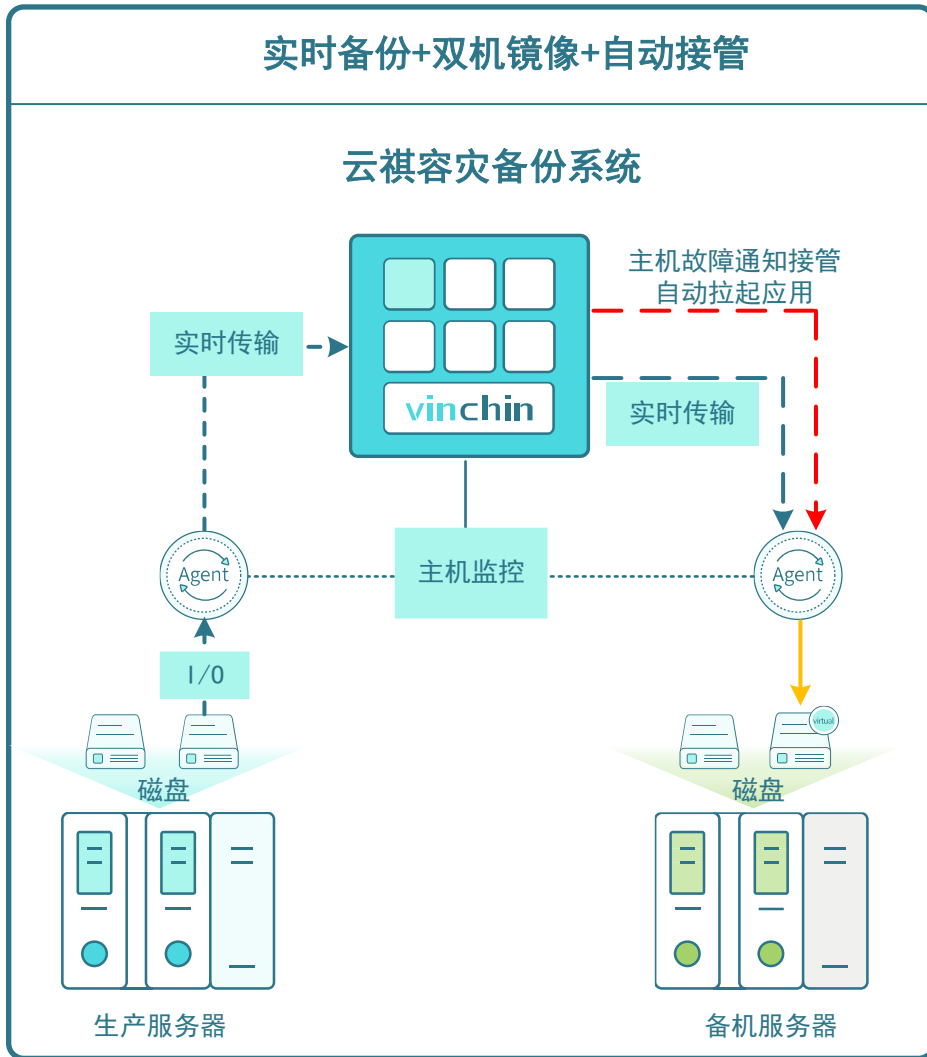 实时备份+双机镜像+自动接管
云祺容灾备份系统
主机故障通知接管
自动拉起应用
实时传输
vinchin
实时传输
主机监控
Agent
Agent
I/O
virtual
磁盘
磁盘
生产服务器
备机服务器